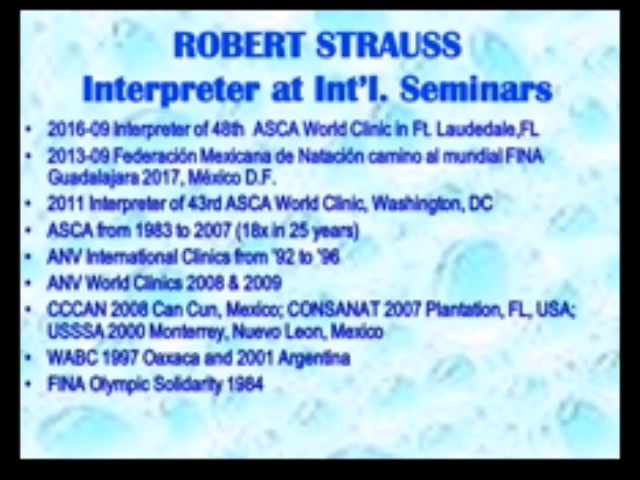 ROBERT STRAUSS
Interpreter at Int'l. Seminars
• 2016-09 Interpreter of 48th ASCA World Clinic in Ft. Laudedale,FL
• 2013-09 Federación Mexicana de Natación camino al mundial FINA
Guadalajara 2017, México D.F.
• 2011 Interpreter of 43rd ASCA World Clinic, Washington, DC
• ASCA from 1983 to 2007 (18x in 25 years)
• ANV International Clinics from '92 to '96
• ANV World Clinics 2008 & 2009
• CCCAN 2008 Can Cun, Mexico; CONSANAT 2007 Plantation, FL, USA;
USSSA 2000 Monterrey, Nuevo Leon, Mexico
• WABC 1997 Oaxaca and 2001 Argentina
• FINA Olympic Solidarity 1984